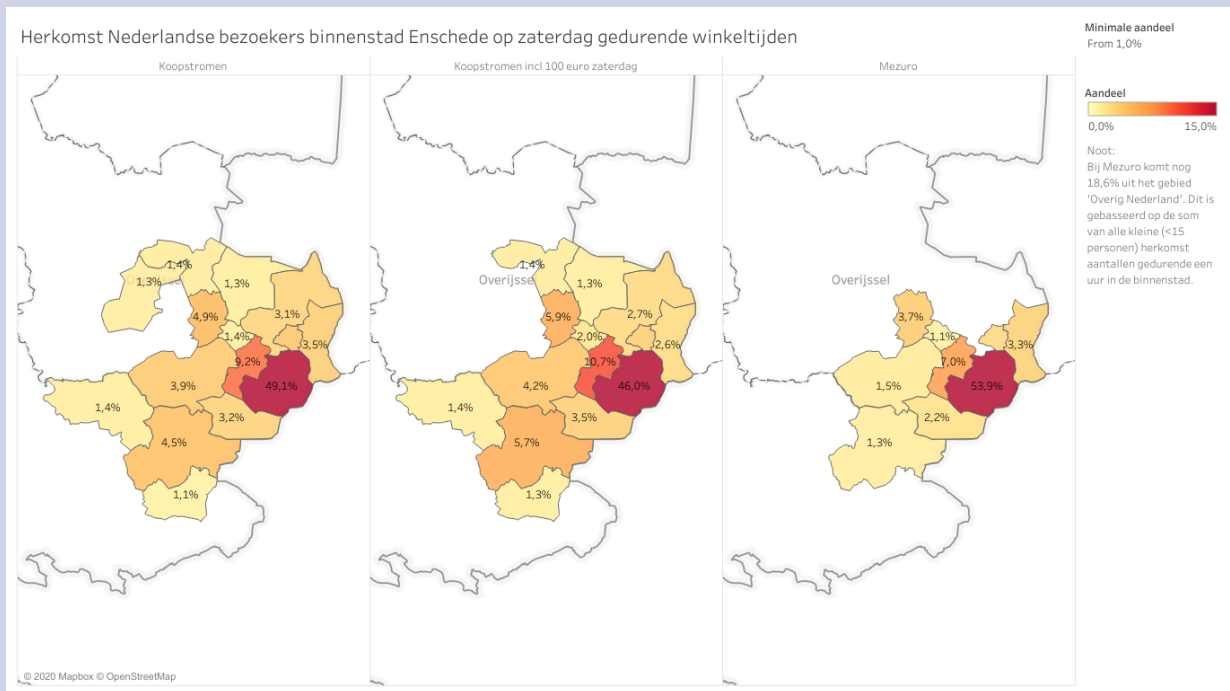 Herkomst Nederlandse bezoekers binnenstad Enschede op zaterdag gedurende winkeltijden
Koopstromen
Koopstromen incl 100 euro zaterdag
Mezuro
1,4%
1,3%
1,3%
4,9%
3,1%
1,4%
3,5%
9,2%
49,1%
3,9%
1,4%
3,2%
4,5%
1,1%
© 2020 Mapbox © OpenStreetMap
1,4%
Overijssel
1,3%
5,9%
2,7%
2,0%
2,6%
10,7%
46,0%
4,2%
1,4%
3,5%
5,7%
1,3%
Overijssel
3,7%
1,1%
3,3%
7,0%
53,9%
1,5%
2,2%
1,3%
Minimale aandeel
From 1,0%
Aandeel
0,0% 15,0%
Noot:
Bij Mezuro komt nog
18,6% uit het gebied
'Overig Nederland'. Dit is
gebasseerd op de som
van alle kleine (<15
personen) herkomst
aantallen gedurende een
uur in de binnenstad.